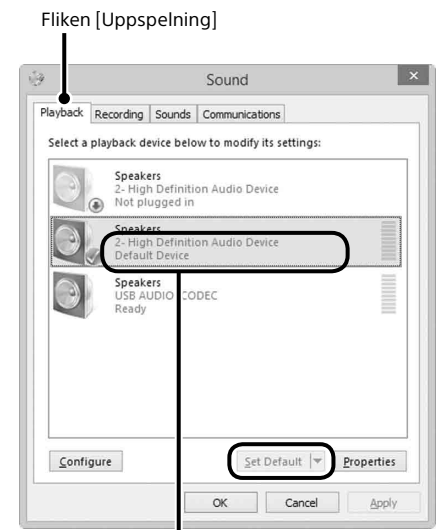 Fliken [Uppspelning]
Sound
Playback Recording Sounds Communications
Select a playback device below to modify its settings:
Speakers
2- High Definition Audio Device
Not plugged in
Speakers
2- High Definition Audio Device
Default Device
Speakers
USB AUDIO CODEC
Ready
Configure Set Default Properties
OK Cancel Apply